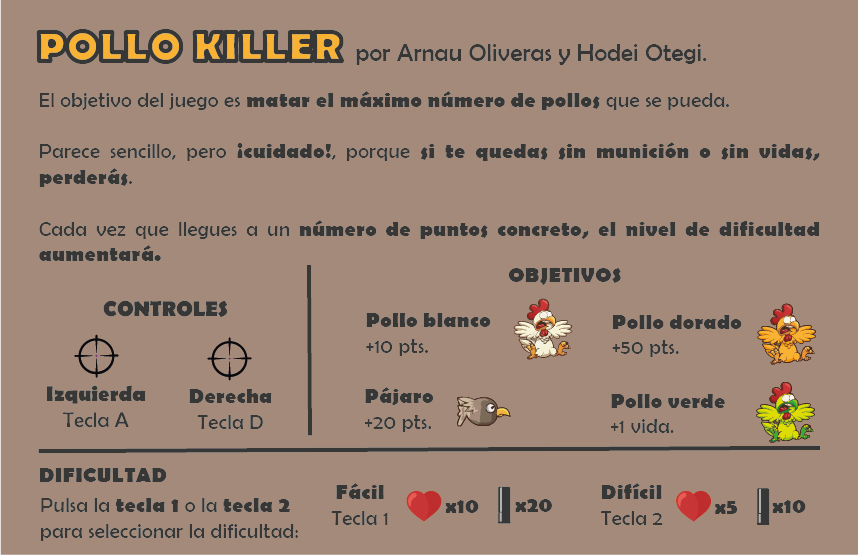 POLLO KILLER por Arnau Oliveras y Hodei Otegi.
El objetivo del juego es matar el máximo número de pollos que se pueda.
Parece sencillo, pero ¡cuidado!, porque si te quedas sin munición o sin vidas,
perderás.
Cada vez que llegues a un número de puntos concreto, el nivel de dificultad
aumentará.
CONTROLES
Izquierda
Tecla A
Derecha
Tecla D
OBJETIVOS
Pollo blanco
+10 pts.
Pollo dorado
+50 pts.
Pájaro
+20 pts.
Pollo verde
+1 vida.
DIFICULTAD
Pulsa la tecla 1 o la tecla 2
para seleccionar la dificultad:
Fácil
Tecla 1
x10
x20
Difícil
Tecla 2
x5
x10